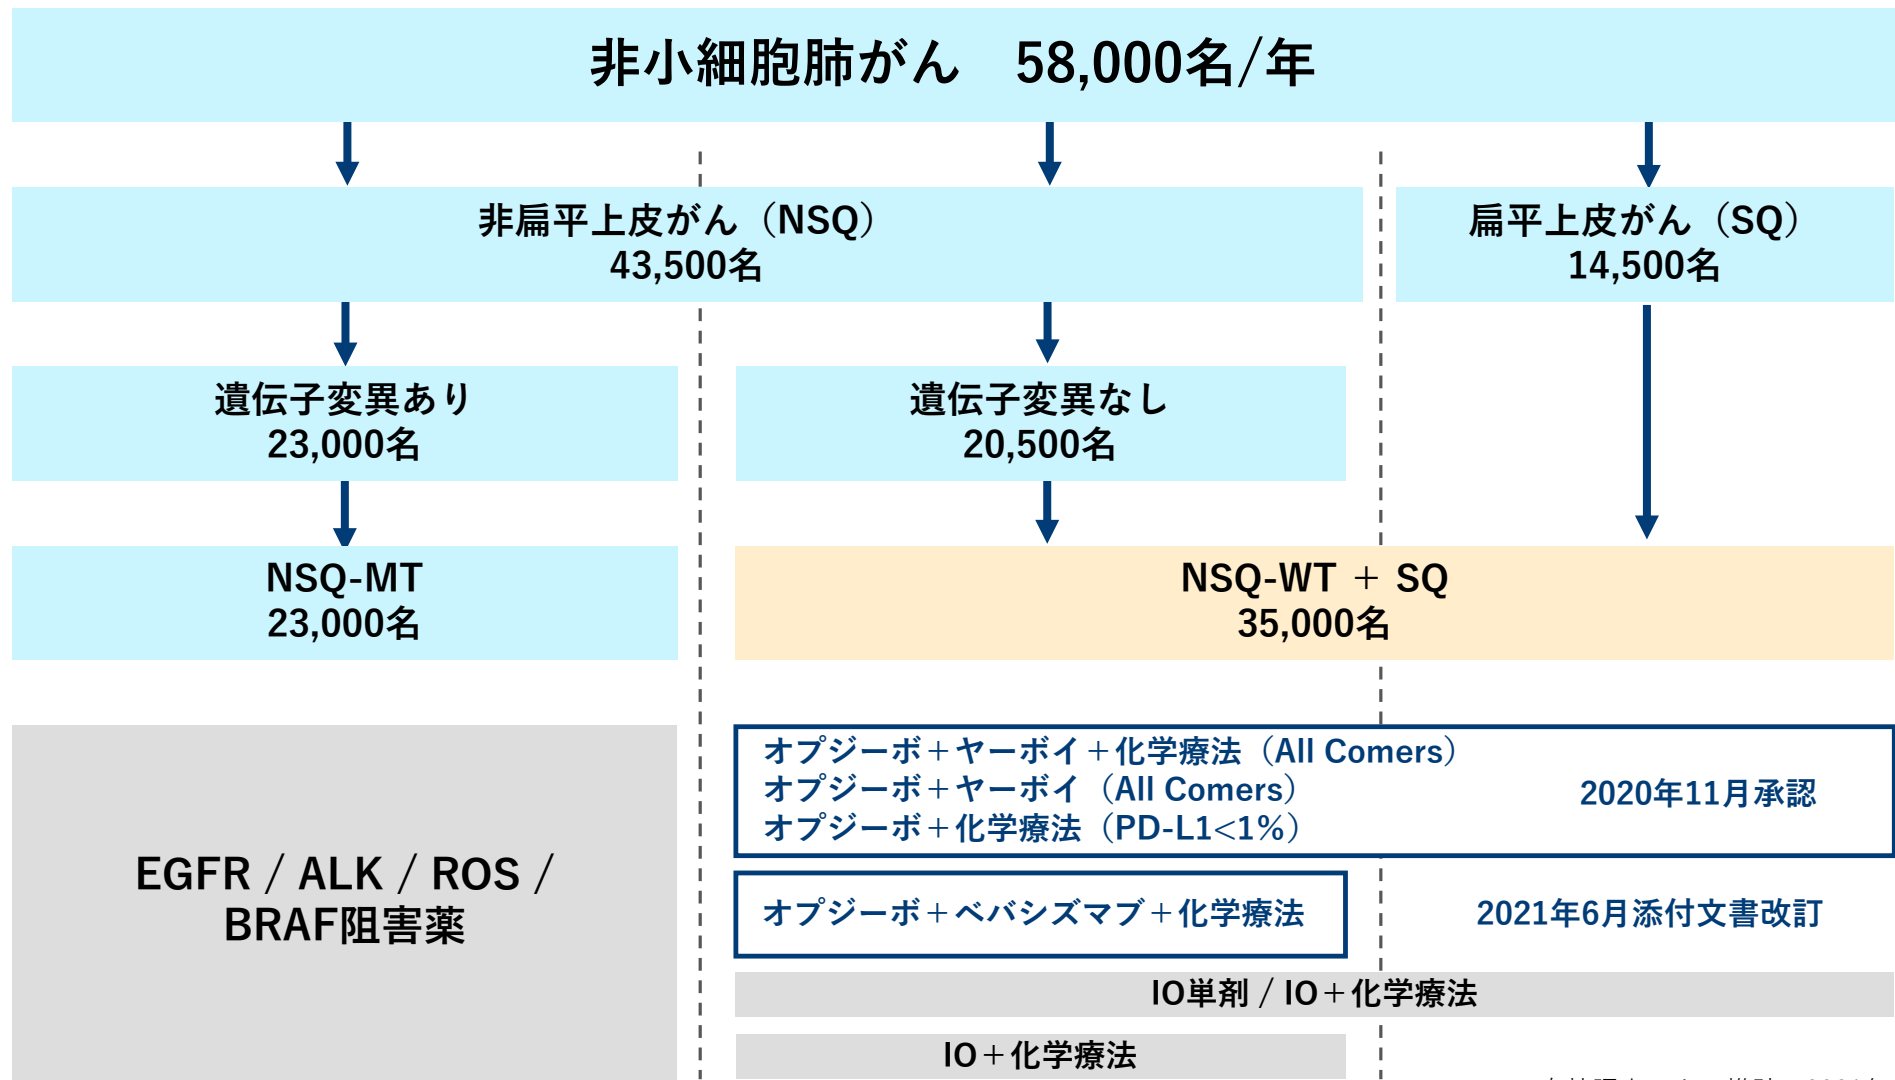 非小細胞肺がん　58,000名/年
非扁平上皮がん（NSQ）
43,500名
扁平上皮がん（SQ）
14,500名
遺伝子変異あり
23,000名
遺伝子変異なし
20,500名
NSQ-MT
23,000名
NSQ-WT ＋ SQ
35,000名
EGFR / ALK / ROS /
BRAF阻害薬
オプジーボ＋ヤーボイ＋化学療法（All Comers）
オプジーボ＋ヤーボイ（All Comers）
オプジーボ＋化学療法（PD-L1<1%）
2020年11月承認
オプジーボ＋ベバシズマブ＋化学療法
2021年6月添付文書改訂
IO単剤 / IO＋化学療法
IO＋化学療法